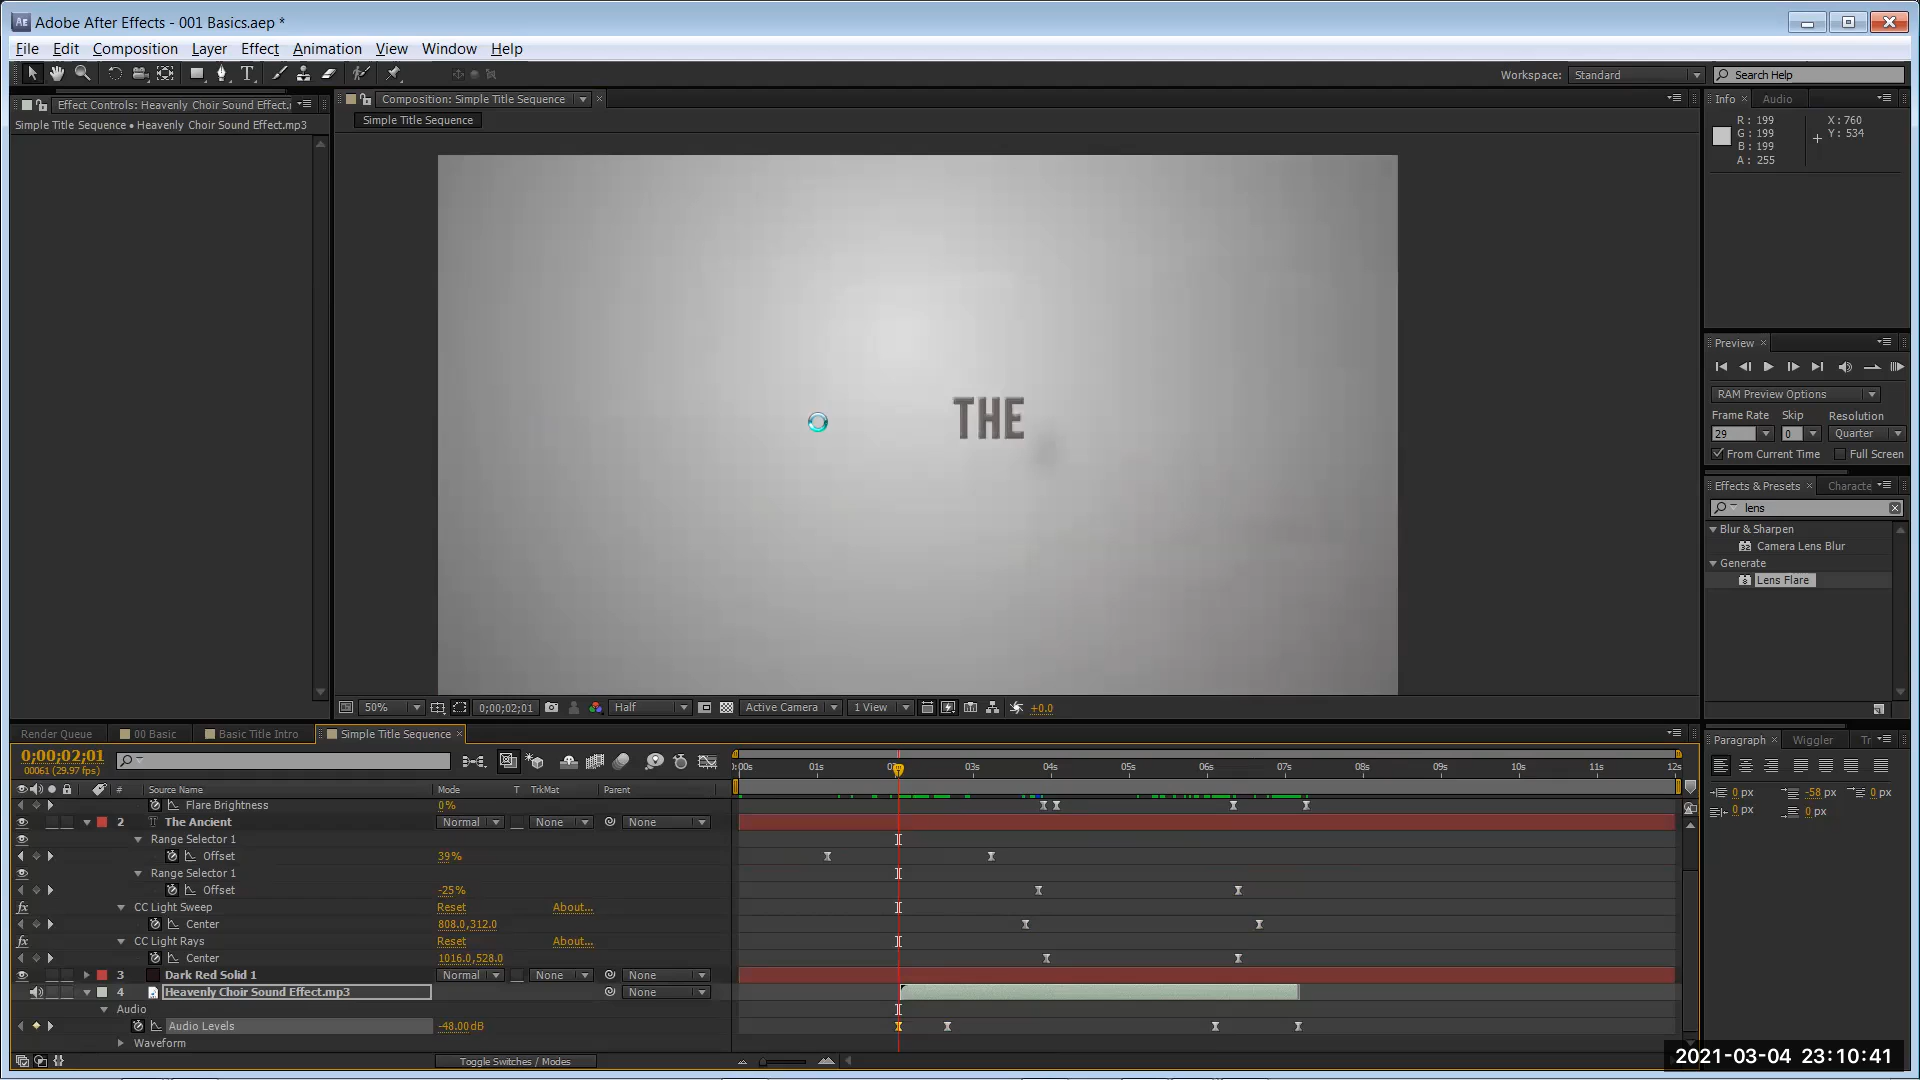 Adobe After Effects - 001 Basics.aep *
File Edit Composition Layer Effect Animation View Window Help
Workspace: Standard Search Help
Effect Controls: Heavenly Choir Sound Effect.r
Simple Title Sequence • Heavenly Choir Sound Effect.mp3
Composition: Simple Title Sequence
Simple Title Sequence
Info Audio
R: 199 X: 760
G: 199 Y: 534
B: 199
A: 255
THE
Preview
RAM Preview Options
Frame Rate Skip Resolution
29 0 Quarter
From Current Time Full Screen
Effects & Presets Characte
lens
Blur & Sharpen
Camera Lens Blur
Generate
Lens Flare
50% 0;00;02;01 Half Active Camera 1 View +0.0
Render Queue 00 Basic Basic Title Intro Simple Title Sequence
0;00;02;01
00061 (29.97 fps)
:00s 01s 02s 03s 04s 05s 06s 07s 08s 09s 10s 11s 12s
# Source Name Mode T TrkMat Parent
Flare Brightness 0%
2 T The Ancient Normal None None
Range Selector 1
Offset 39%
Range Selector 1
Offset -25%
fx CC Light Sweep Reset About...
Center 808.0,312.0
fx CC Light Rays Reset About...
Center 1016.0,528.0
3 Dark Red Solid 1 Normal None None
4 Heavenly Choir Sound Effect.mp3 None
Audio
Audio Levels -48.00dB
Waveform
Toggle Switches / Modes
Paragraph Wiggler Tr
0 px -58 px 0 px
0 px 0 px
2021-03-04 23:10:41